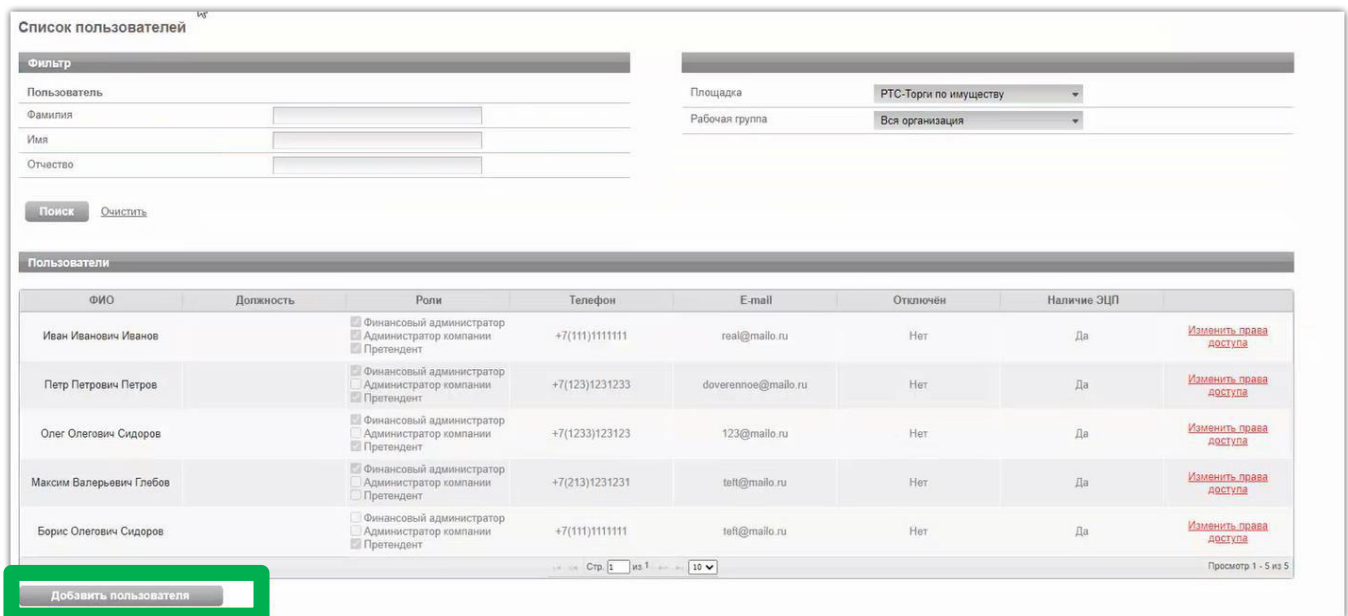 Список пользователей
Фильтр
Пользователь
Фамилия
Имя
Отчество
Площадка РТС-Торги по имуществу
Рабочая группа Вся организация
Поиск Очистить
Пользователи
ФИО Должность Роли Телефон E-mail Отключён Наличие ЭЦП
Финансовый администратор
Иван Иванович Иванов Администратор компании +7(111)1111111 real@mailo.ru Нет Да Изменить права доступа
Претендент
Финансовый администратор
Петр Петрович Петров Администратор компании +7(123)1231233 doverennoe@mailo.ru Нет Да Изменить права доступа
Претендент
Финансовый администратор
Олег Олегович Сидоров Администратор компании +7(1233)123123 123@mailo.ru Нет Да Изменить права доступа
Претендент
Финансовый администратор
Максим Валерьевич Глебов Администратор компании +7(213)1231231 teft@mailo.ru Нет Да Изменить права доступа
Претендент
Финансовый администратор
Борис Олегович Сидоров Администратор компании +7(111)1111111 teft@mailo.ru Нет Да Изменить права доступа
Претендент
Стр. 1 из 1 10 Просмотр 1 - 5 из 5
Добавить пользователя